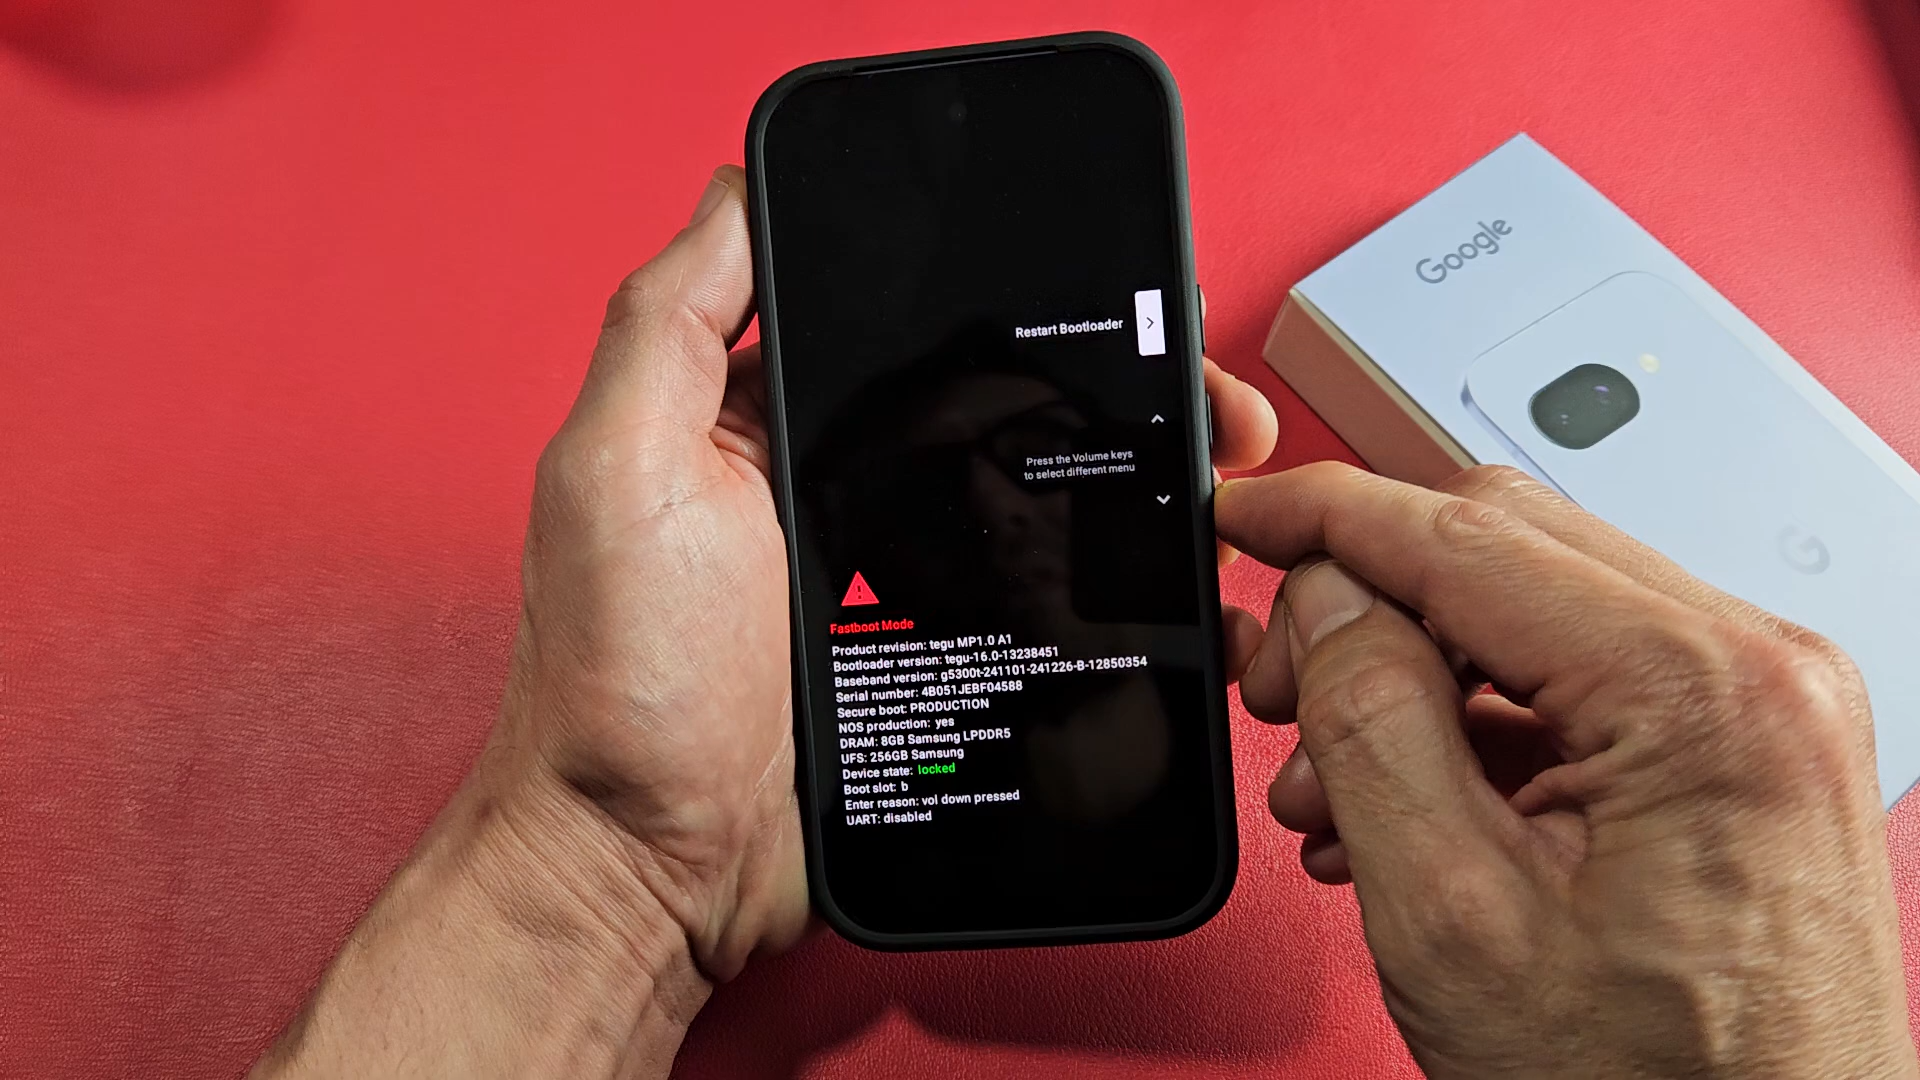 Google
Restart Bootloader
Press the Volume keys
to select different menu
Fastboot Mode
Product revision: tegu MP1.0 A1
Bootloader version: tegu-16.0-13238451
Baseband version: g5300t-241101-241226-B-12850354
Serial number: 4B051JEBF04588
Secure boot: PRODUCTION
NOS production: yes
DRAM: 8GB Samsung LPDDR5
UFS: 256GB Samsung
Device state: locked
Boot slot: b
Enter reason: vol down pressed
UART: disabled
G